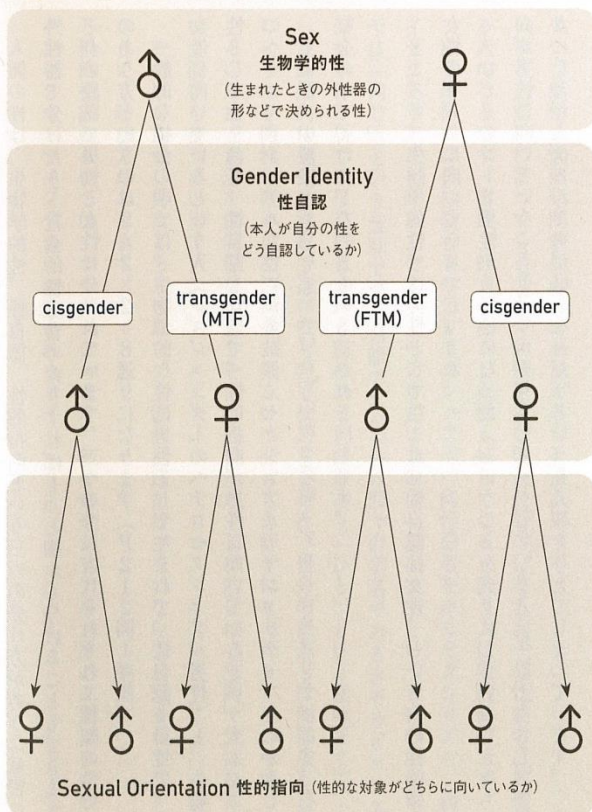 Sex
生物学的性
(生まれたときの外性器の
形などで決められる性)
Gender Identity
性自認
(本人が自分の性を
どう自認しているか)
cisgender
transgender
(MTF)
transgender
(FTM)
cisgender
Sexual Orientation 性的指向 (性的な対象がどちらに向いているか)